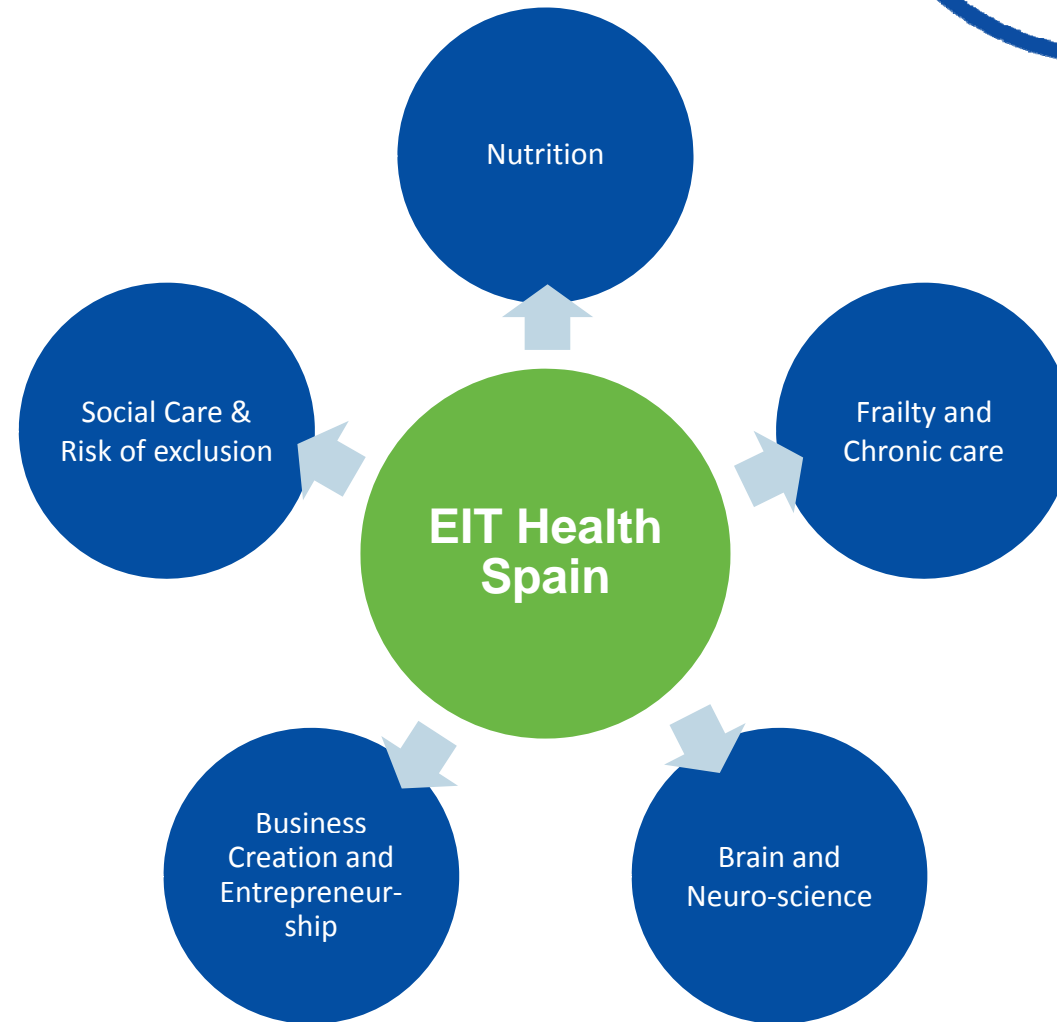 Nutrition
Social Care &
Risk of exclusion
Frailty and
Chronic care
EIT Health
Spain
Business
Creation and
Entrepreneur-
ship
Brain and
Neuro-science